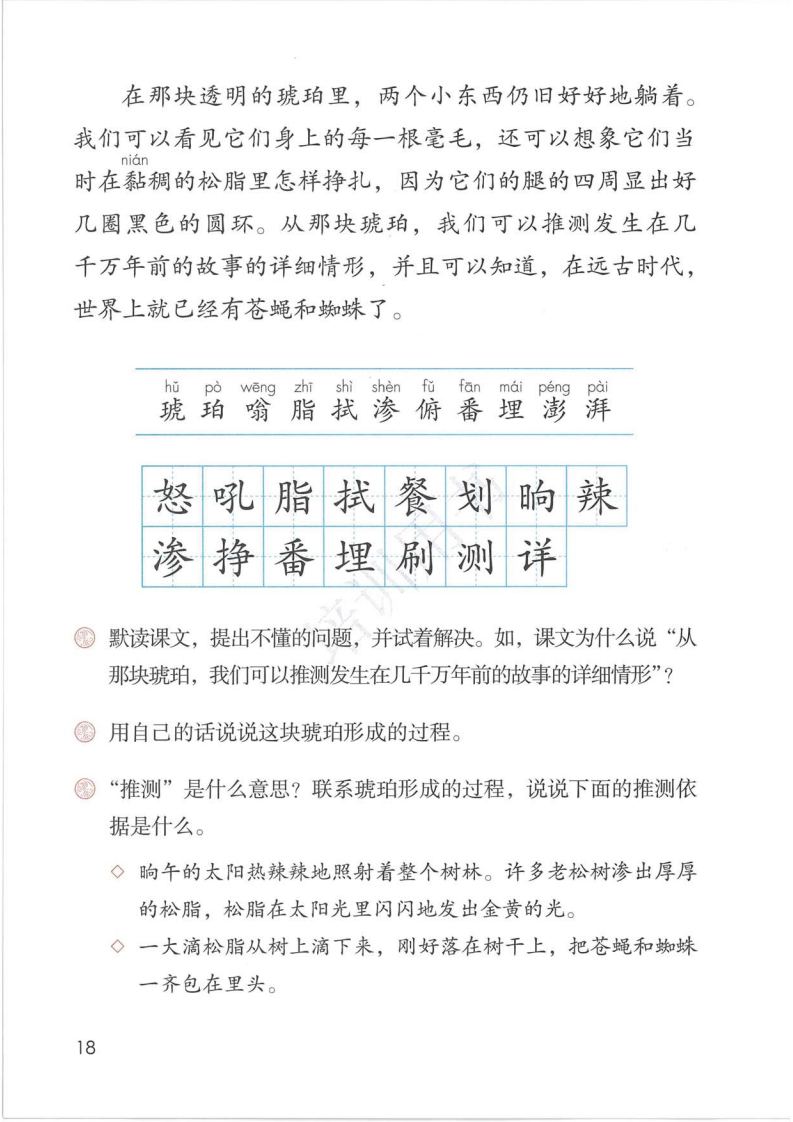 在那块透明的琥珀里，两个小东西仍旧好好地躺着。
我们可以看见它们身上的每一根毫毛，还可以想象它们当
nián
时在黏稠的松脂里怎样挣扎，因为它们的腿的四周显出好
几圈黑色的圆环。从那块琥珀，我们可以推测发生在几
千万年前的故事的详细情形，并且可以知道，在远古时代，
世界上就已经有苍蝇和蜘蛛了。
hǔ pò wēng zhī shì shèn fǔ fān mái péng pài
琥 珀 嗡 脂 拭 渗 俯 番 埋 澎 湃
怒 吼 脂 拭 餐 划 晌 辣
渗 挣 番 埋 刷 测 详
培训用书
默读课文，提出不懂的问题，并试着解决。如，课文为什么说“从
那块琥珀，我们可以推测发生在几千万年前的故事的详细情形”？
用自己的话说说这块琥珀形成的过程。
“推测”是什么意思？联系琥珀形成的过程，说说下面的推测依
据是什么。
◇ 晌午的太阳热辣辣地照射着整个树林。许多老松树渗出厚厚
的松脂，松脂在太阳光里闪闪地发出金黄的光。
◇ 一大滴松脂从树上滴下来，刚好落在树干上，把苍蝇和蜘蛛
一齐包在里头。
18